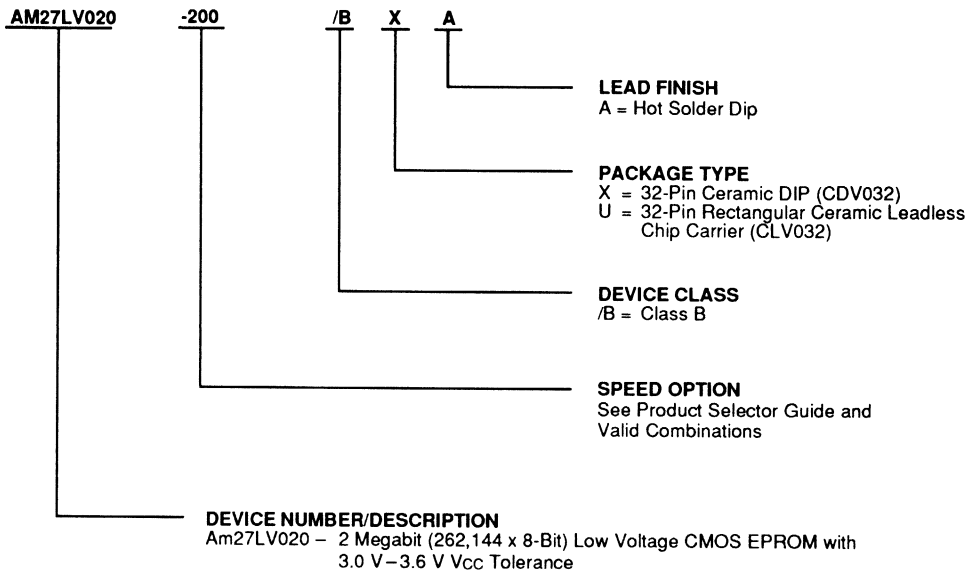 AM27LV020 -200 /B X A
LEAD FINISH
A = Hot Solder Dip
PACKAGE TYPE
X = 32-Pin Ceramic DIP (CDV032)
U = 32-Pin Rectangular Ceramic Leadless
Chip Carrier (CLV032)
DEVICE CLASS
/B = Class B
SPEED OPTION
See Product Selector Guide and
Valid Combinations
DEVICE NUMBER/DESCRIPTION
Am27LV020 – 2 Megabit (262,144 x 8-Bit) Low Voltage CMOS EPROM with
3.0 V–3.6 V VCC Tolerance